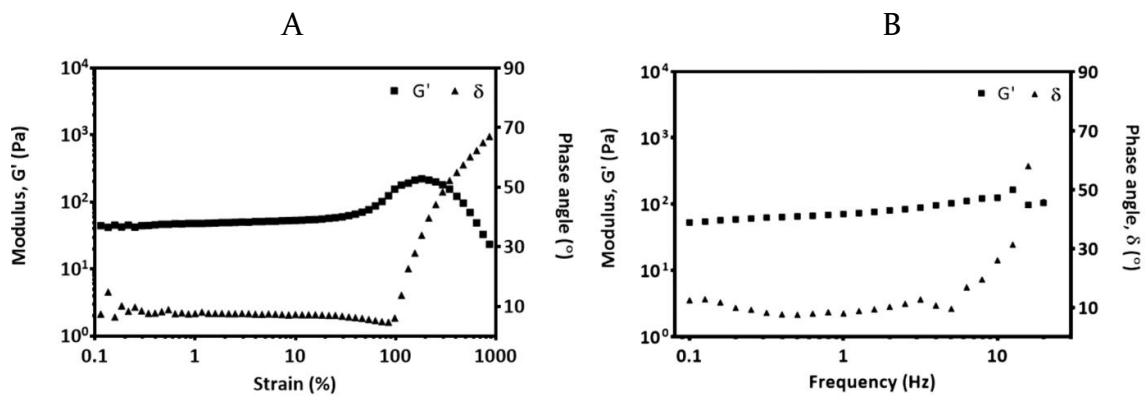 A
10⁴
10³
10²
10¹
10⁰
90
70
50
30
10
0.1
1
10
100
1000
G'
δ
Modulus, G' (Pa)
Phase angle (°)
Strain (%)
B
10⁴
10³
10²
10¹
10⁰
90
70
50
30
10
0.1
1
10
G'
δ
Modulus, G' (Pa)
Phase angle, δ (°)
Frequency (Hz)